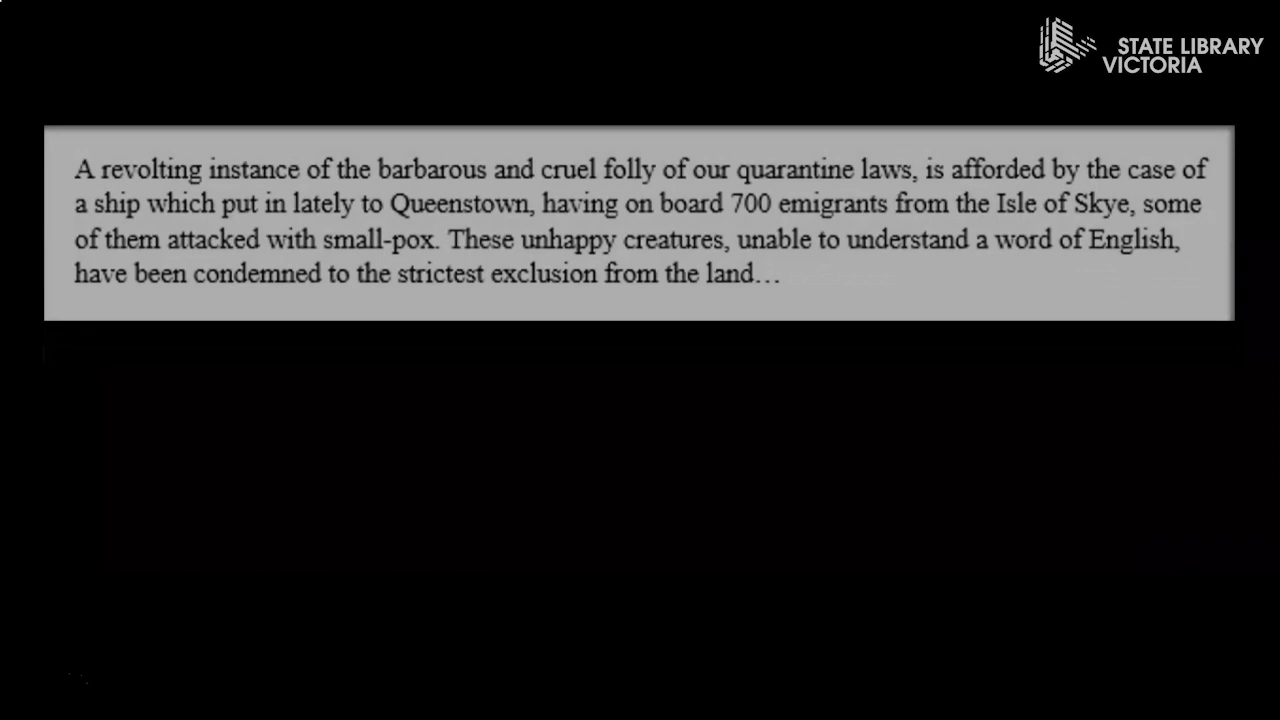 STATE LIBRARY
VICTORIA
A revolting instance of the barbarous and cruel folly of our quarantine laws, is afforded by the case of
a ship which put in lately to Queenstown, having on board 700 emigrants from the Isle of Skye, some
of them attacked with small-pox. These unhappy creatures, unable to understand a word of English,
have been condemned to the strictest exclusion from the land…